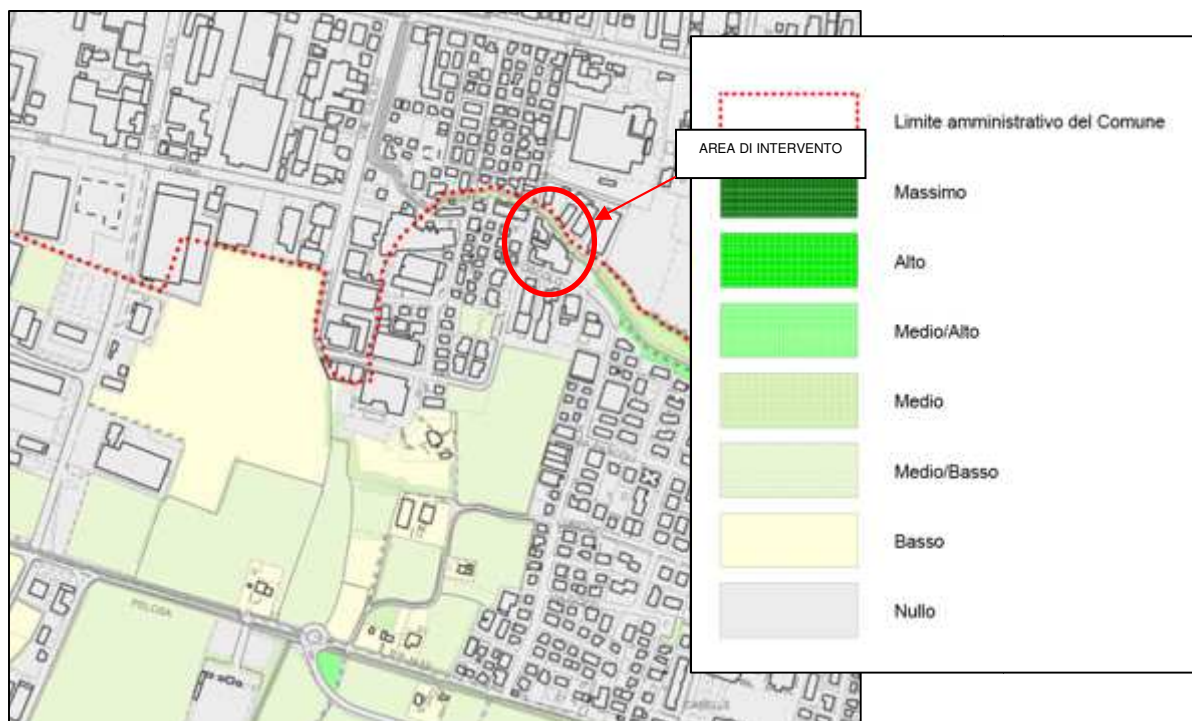 Limite amministrativo del Comune
AREA DI INTERVENTO
Massimo
Alto
Medio/Alto
Medio
Medio/Basso
Basso
Nullo
PELOSA